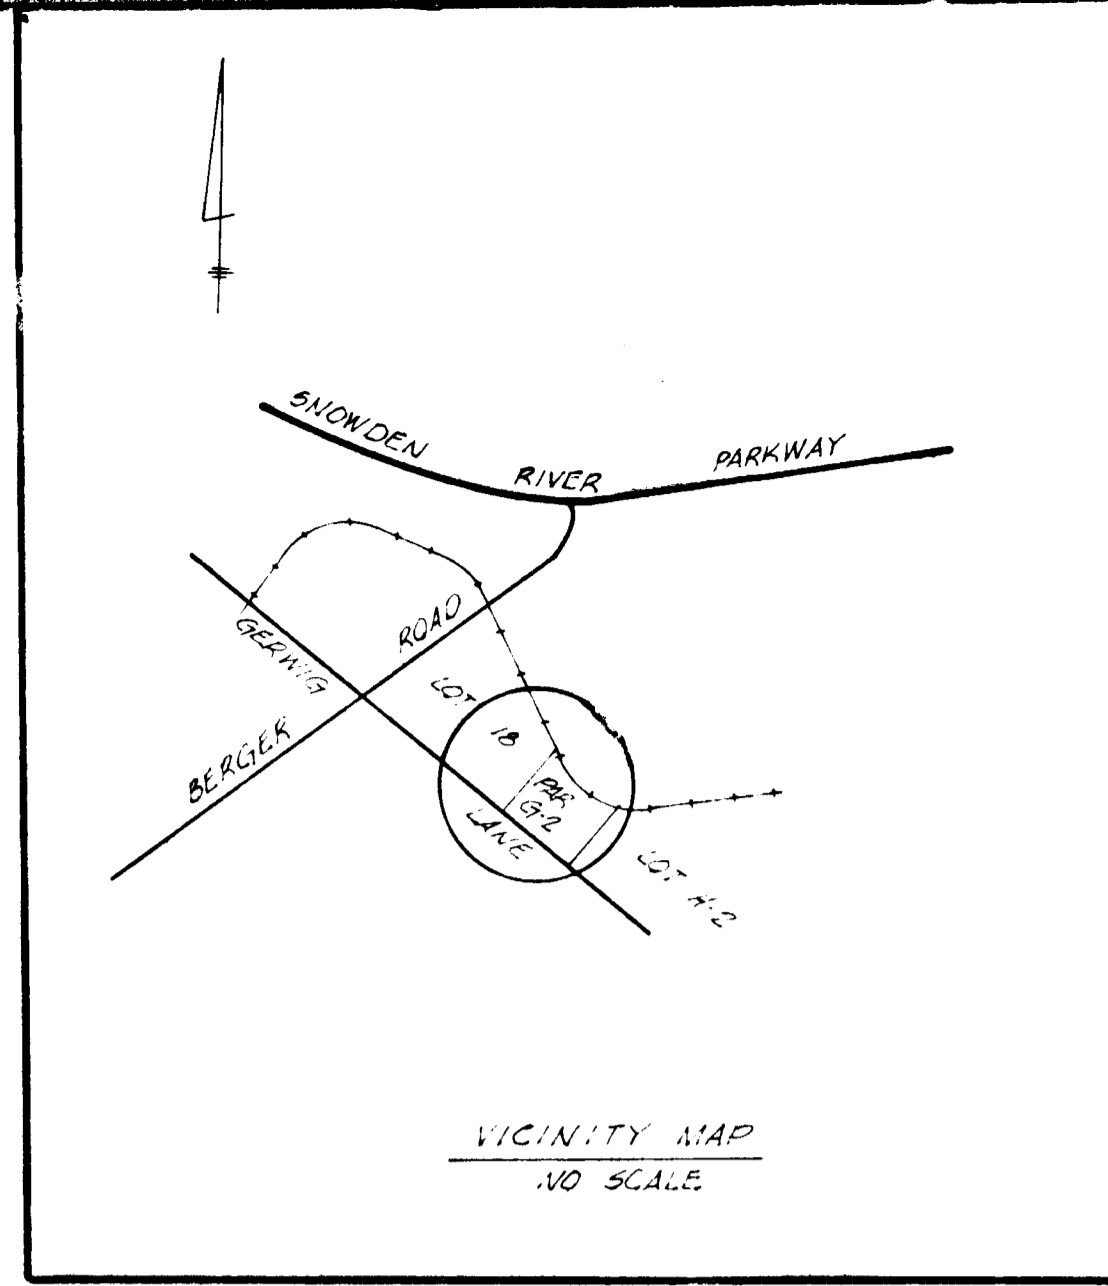 SNOWDEN RIVER PARKWAY
GERWIG LANE
BERGER ROAD
LOT 18
PAR
G-2
LOT H-2
VICINITY MAP
NO SCALE